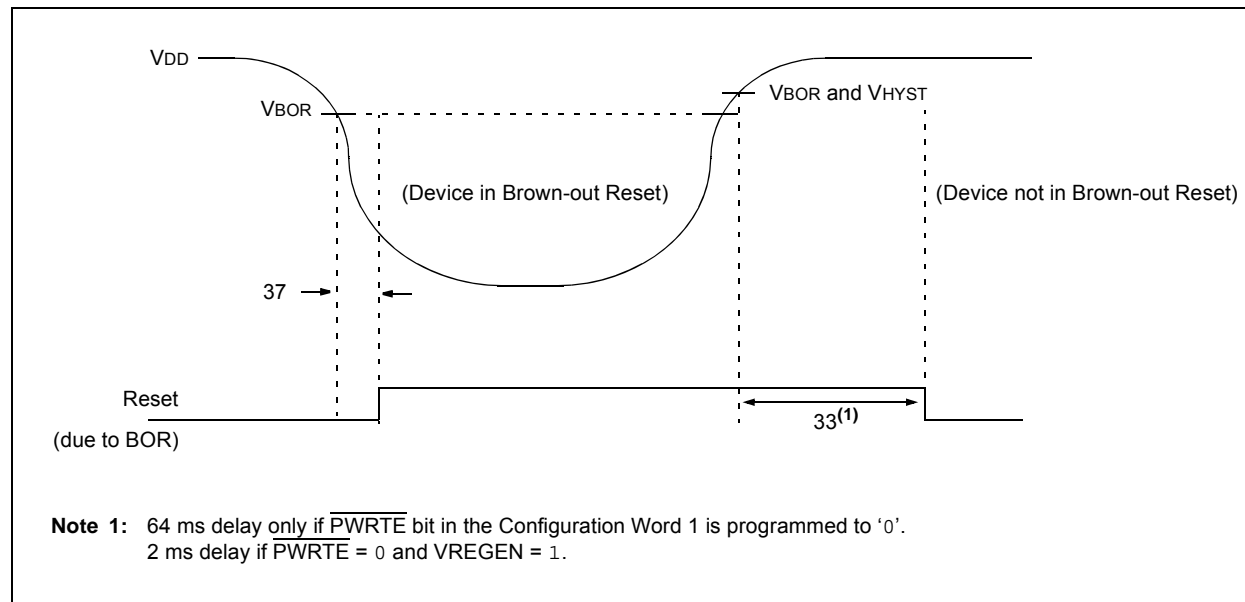 VDD
VBOR
VBOR and VHYST
(Device in Brown-out Reset)
(Device not in Brown-out Reset)
37
Reset
33(1)
(due to BOR)
Note 1: 64 ms delay only if PWRTE bit in the Configuration Word 1 is programmed to ‘0’.
2 ms delay if PWRTE = 0 and VREGEN = 1.